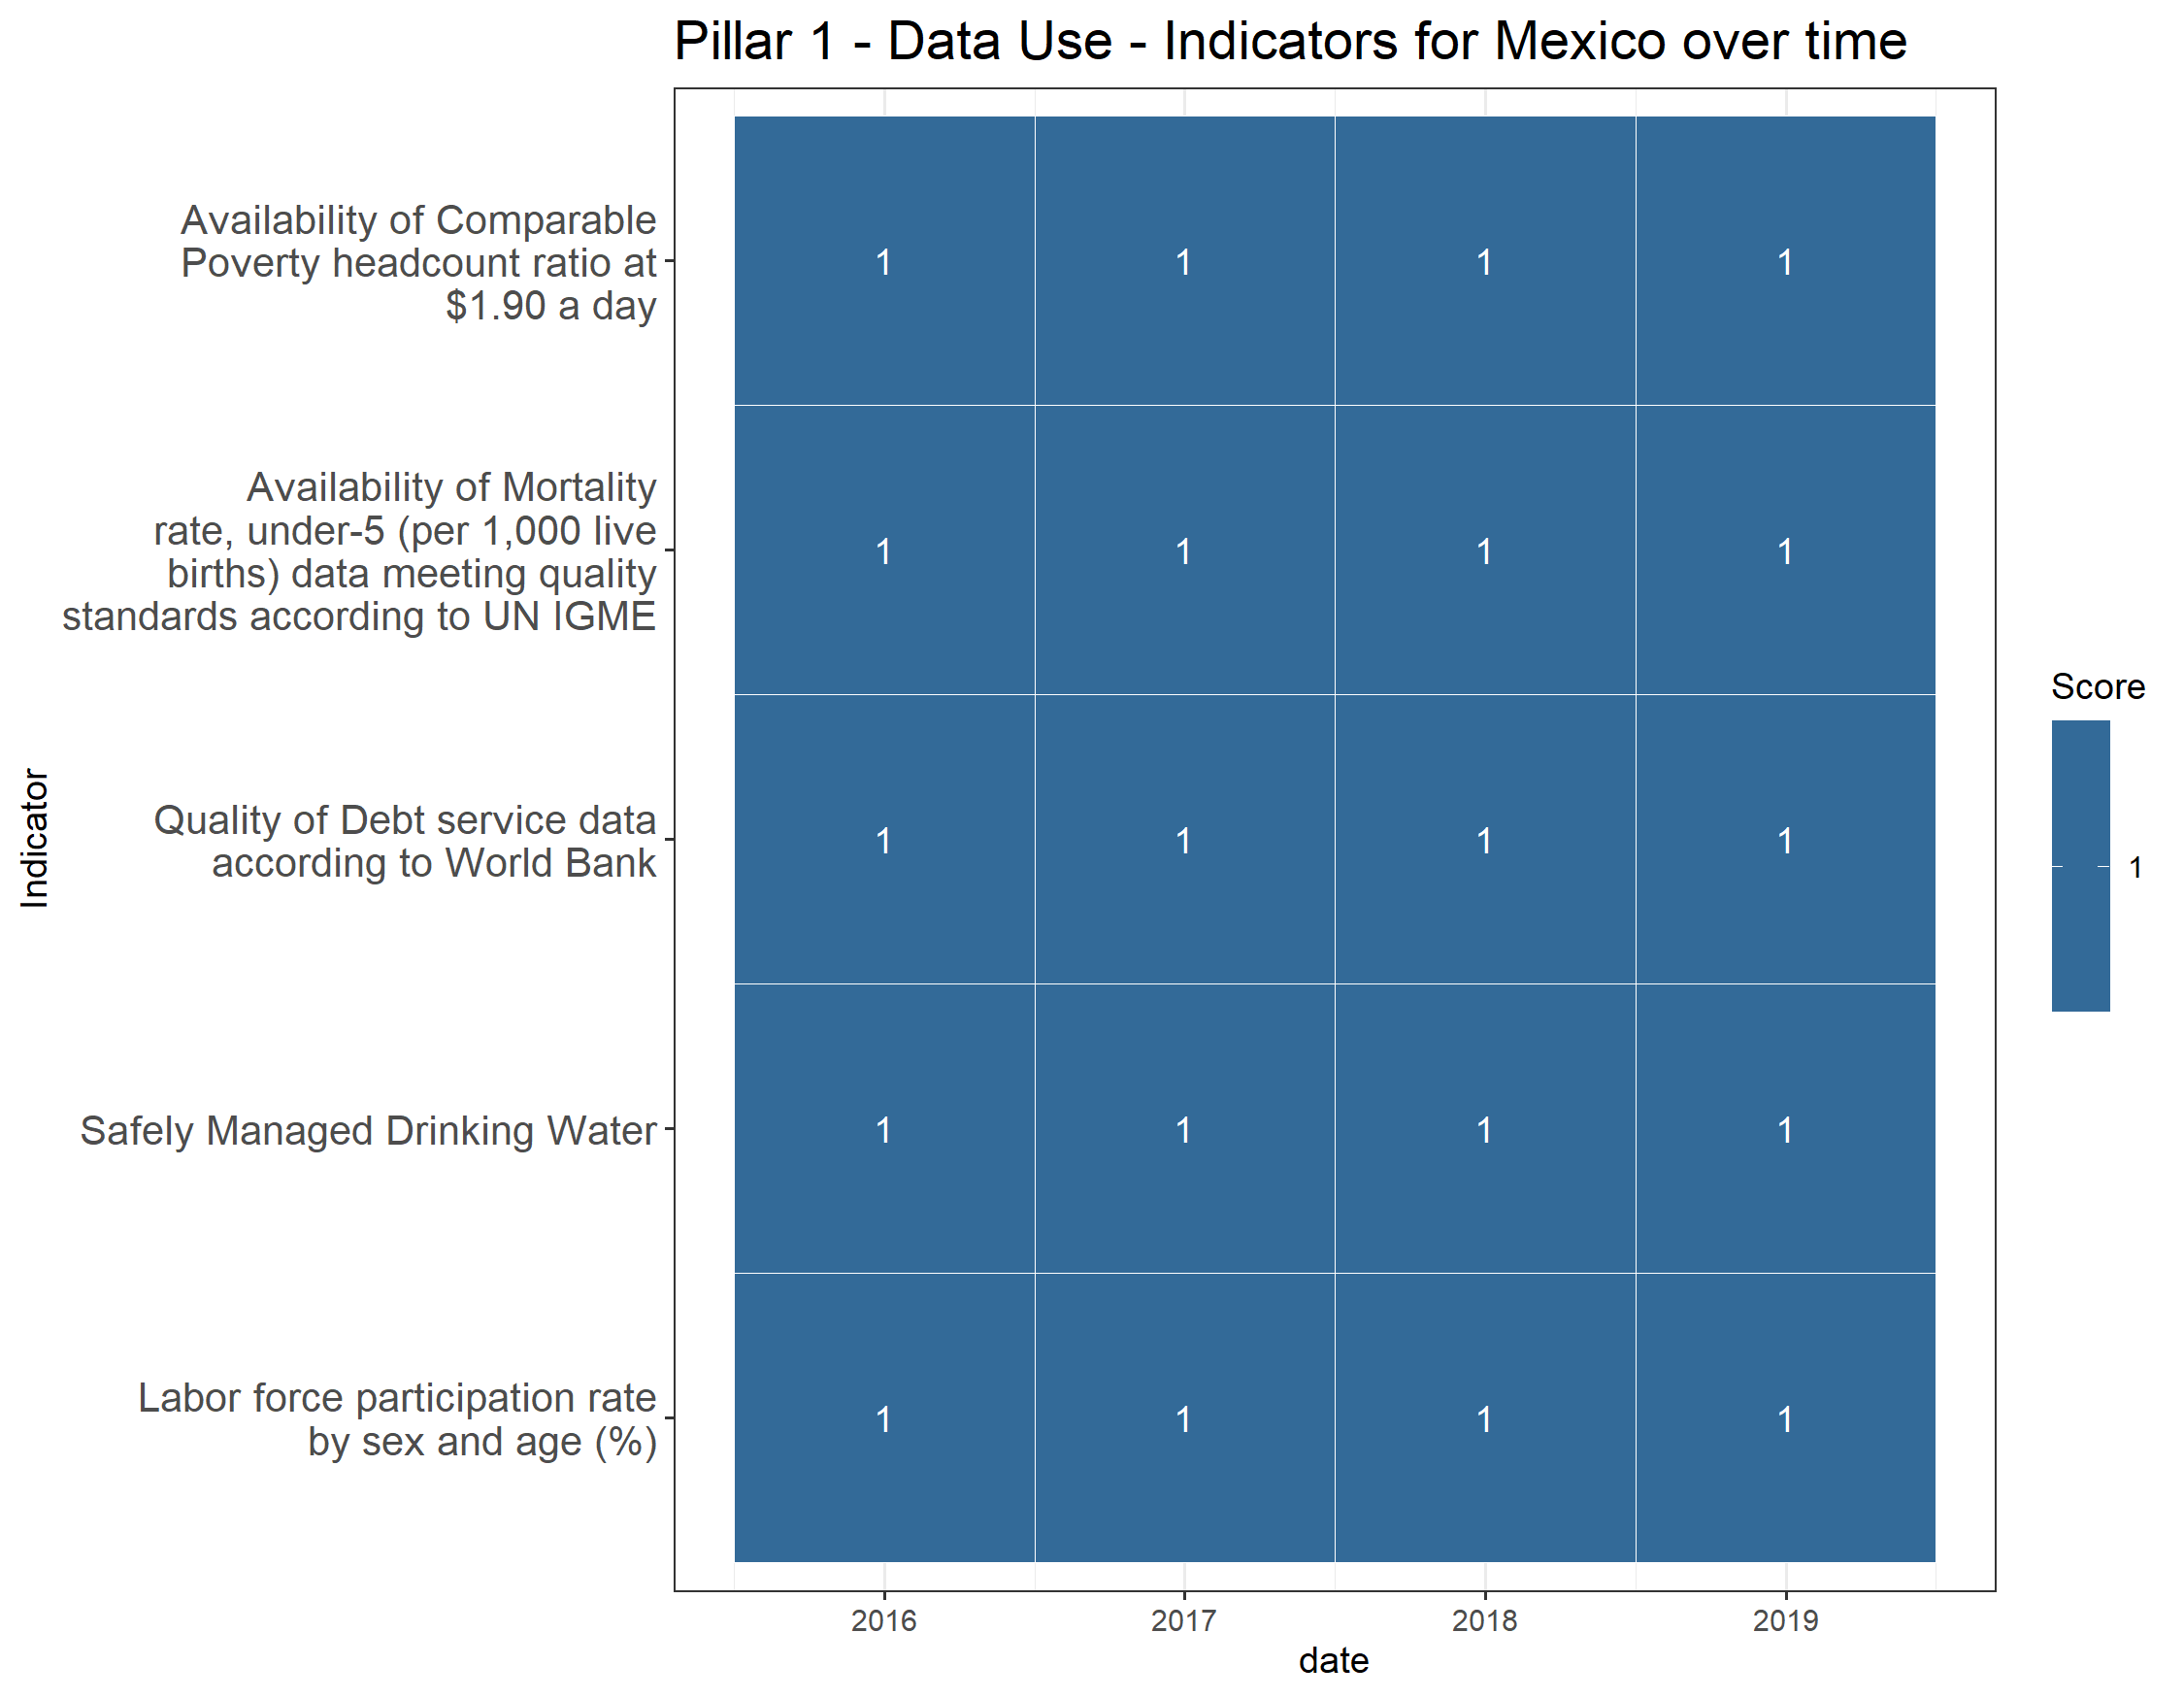 Pillar 1 - Data Use - Indicators for Mexico over time
Indicator
Availability of Comparable
Poverty headcount ratio at
$1.90 a day
1 1 1 1
Availability of Mortality
rate, under-5 (per 1,000 live
births) data meeting quality
standards according to UN IGME
1 1 1 1
Quality of Debt service data
according to World Bank
1 1 1 1
Safely Managed Drinking Water
1 1 1 1
Labor force participation rate
by sex and age (%)
1 1 1 1
2016 2017 2018 2019
date
Score
1